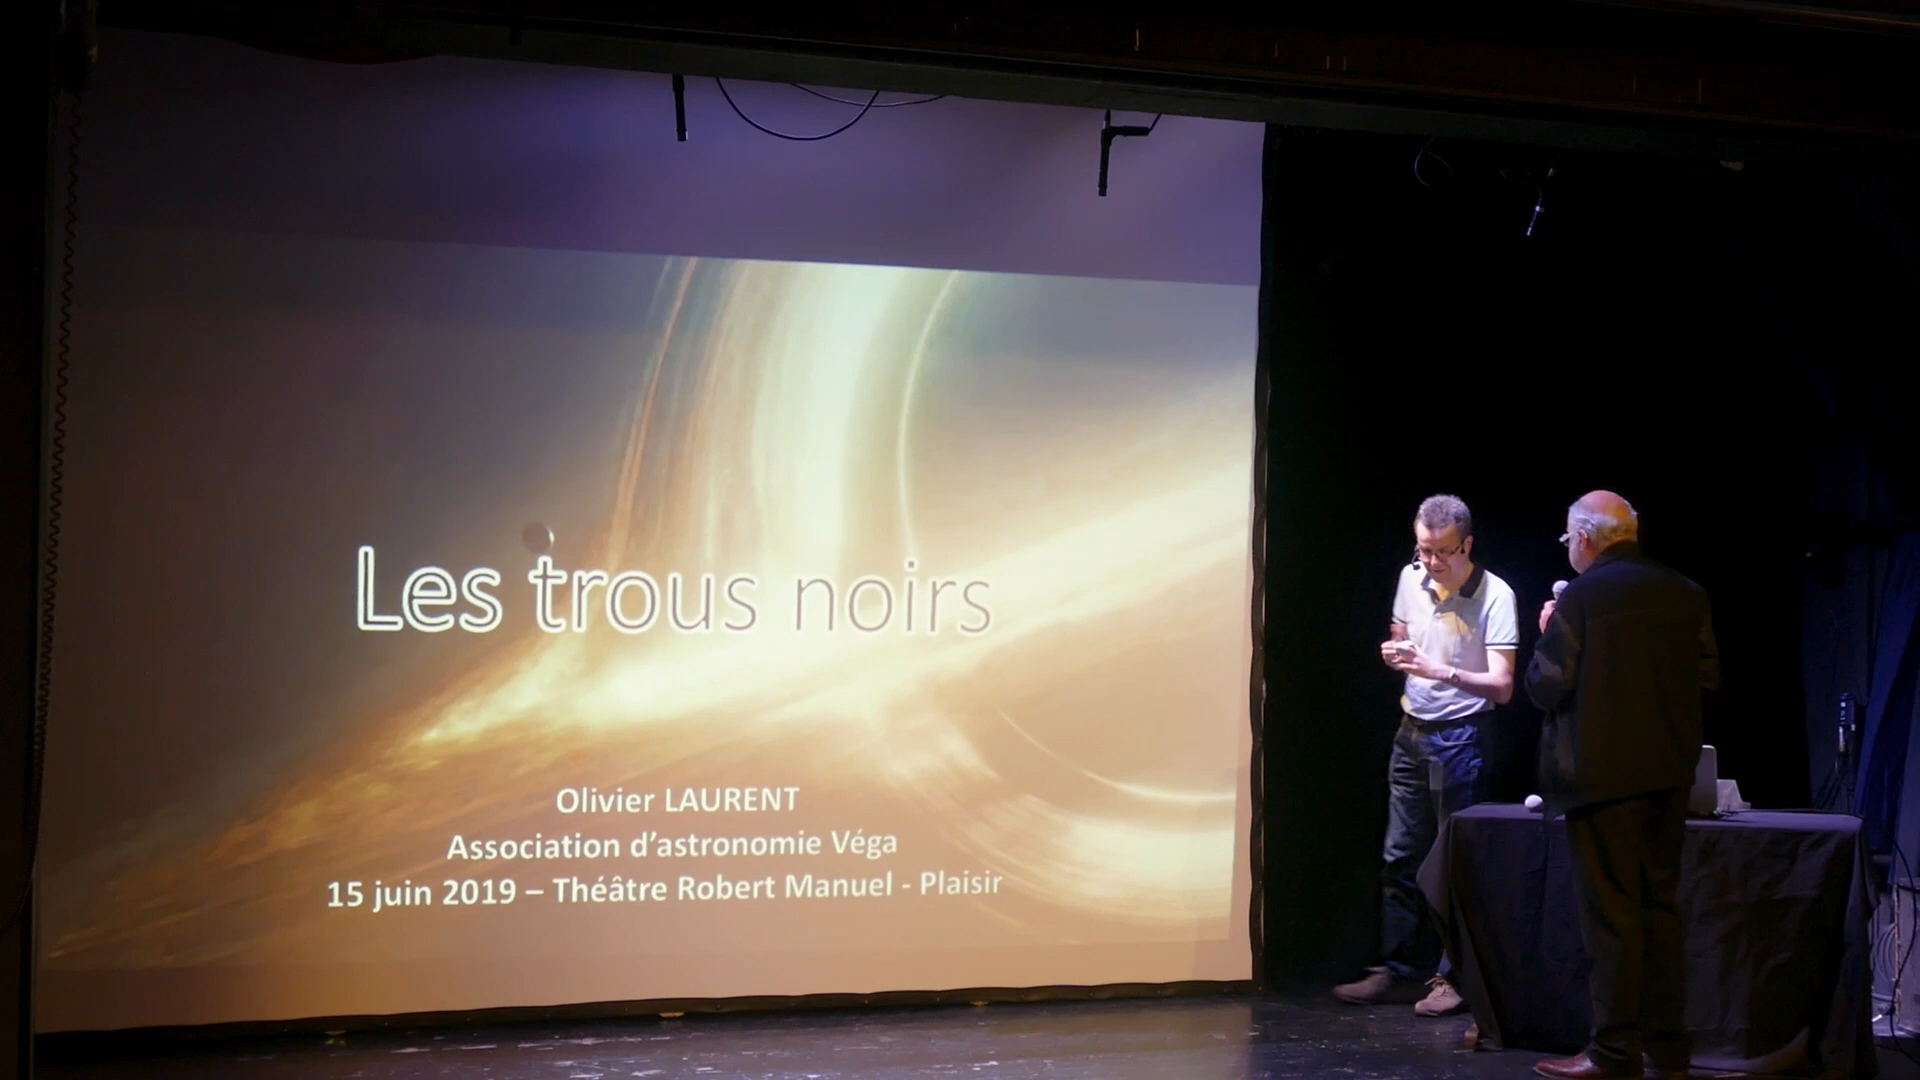 Les trous noirs
Olivier LAURENT
Association d’astronomie Véga
15 juin 2019 – Théâtre Robert Manuel - Plaisir